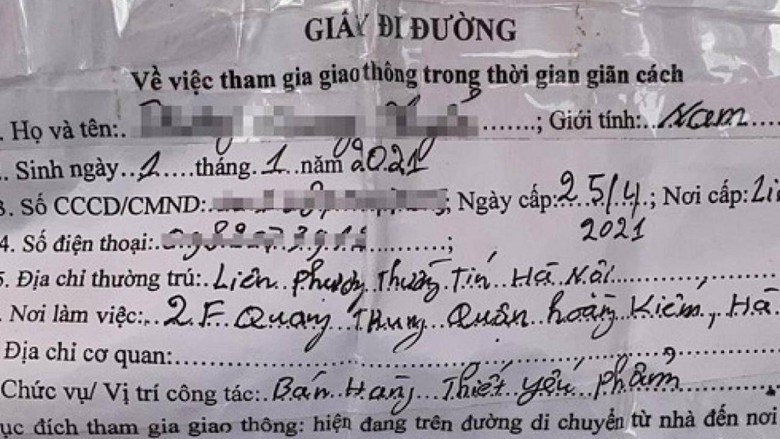 GIẤY ĐI ĐƯỜNG
Về việc tham gia giao thông trong thời gian giãn cách
. Họ và tên:.......; Giới tính:...Nam
.. Sinh ngày..1....tháng.1..năm 2021
3. Số CCCD/CMND:; Ngày cấp:25/4.; Nơi cấp:
2021
4. Số điện thoại:..........;
5. Địa chỉ thường trú: Liên Phương Thường Tín Hà Nội
. Nơi làm việc: 2F Quang Trung Quân hoàn Kiếm, Hà
Địa chỉ cơ quan:
Chức vụ/ Vị trí công tác: Bán Hàng Thiết yếu phẩm
ục đích tham gia giao thông: hiện đang trên đường di chuyển từ nhà đến nơi